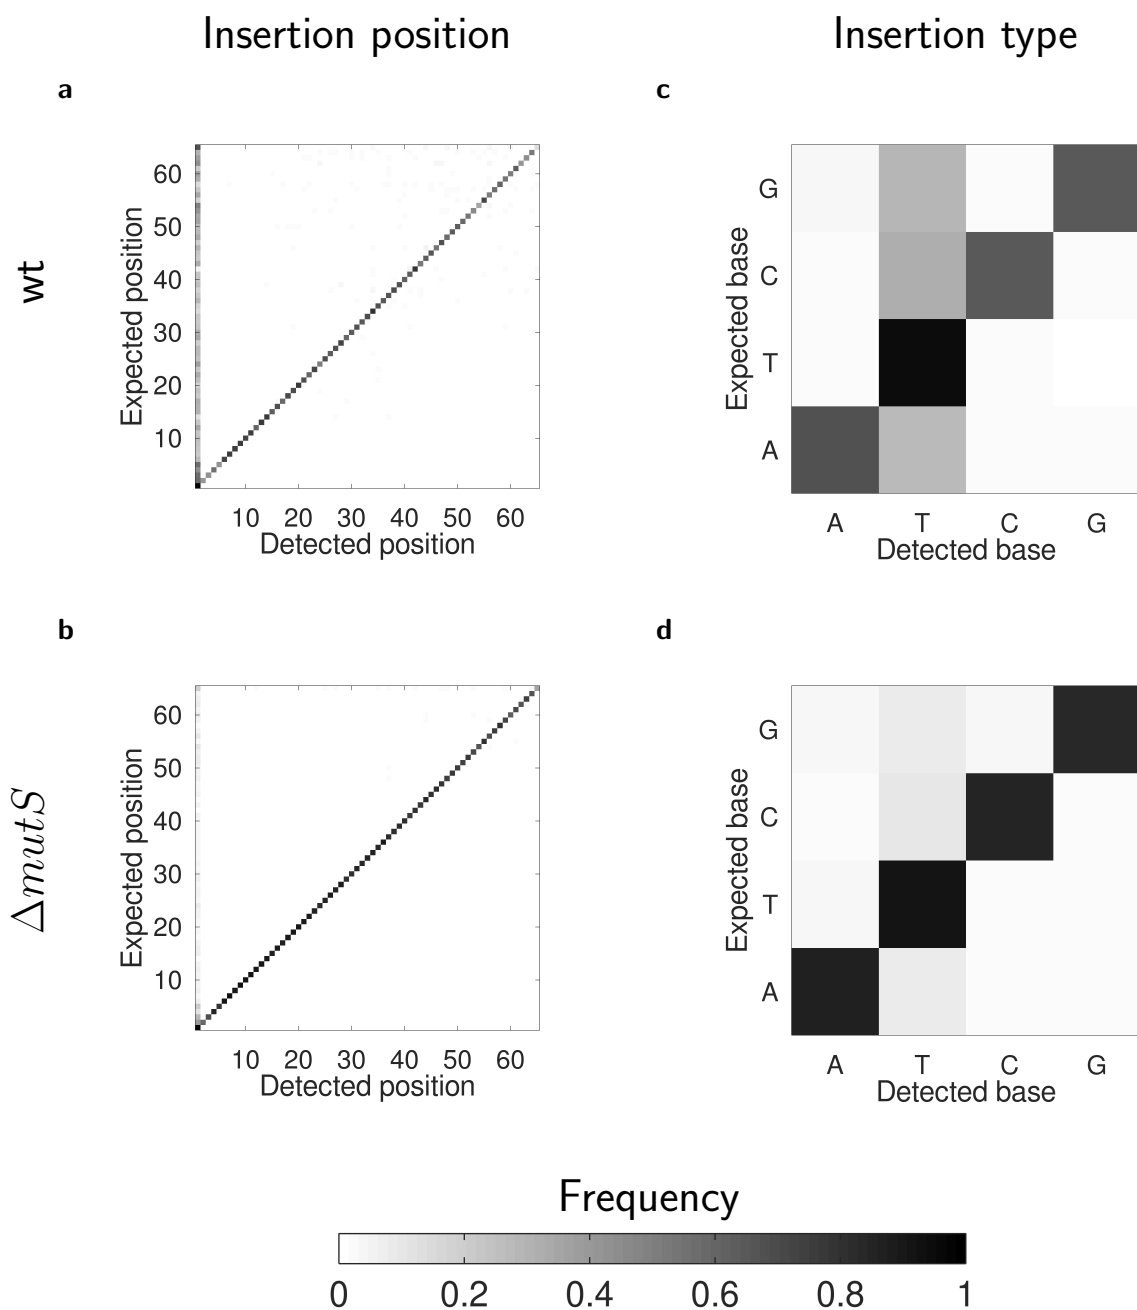 Insertion position
Insertion type
a
c
wt
Expected position
60
50
40
30
20
10
10 20 30 40 50 60
Detected position
Expected base
G
C
T
A
A T C G
Detected base
b
d
ΔmutS
Expected position
60
50
40
30
20
10
10 20 30 40 50 60
Detected position
Expected base
G
C
T
A
A T C G
Detected base
Frequency
0 0.2 0.4 0.6 0.8 1